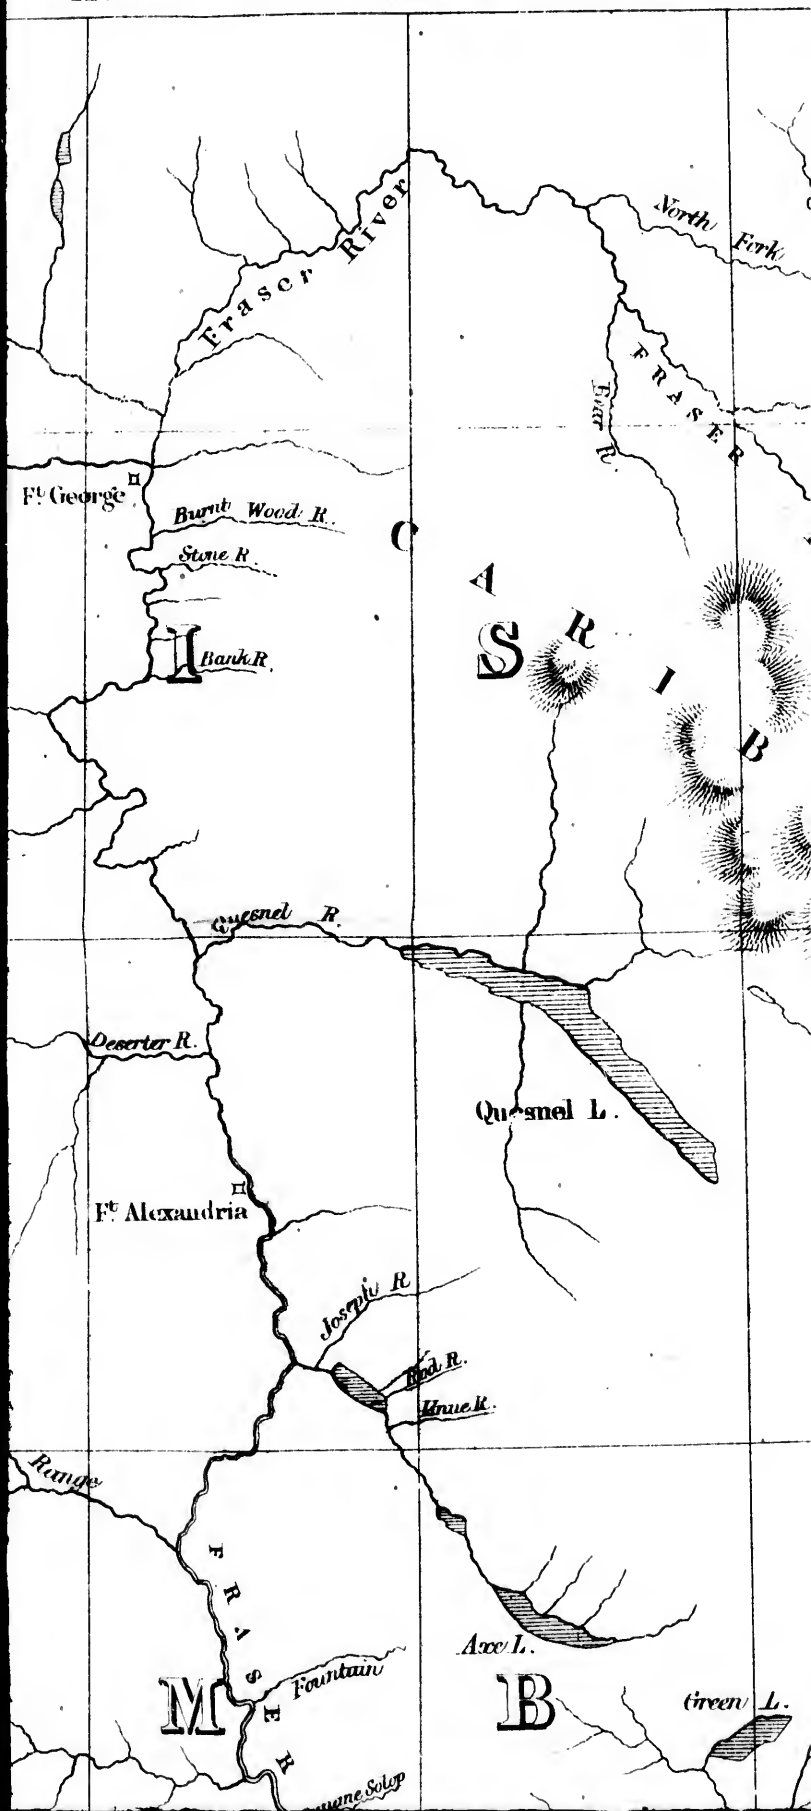 North Fork
Fraser River
FRASER
Bear R.
Ft. George
Burnt Wood R.
Stone R.
C A R I B
I S
Bank R.
Quesnel R.
Deserter R.
Quesnel L.
Ft. Alexandria
Joseph R
R.
R.
Range
FRASER
Axe L.
Fountain
M B
Green L.